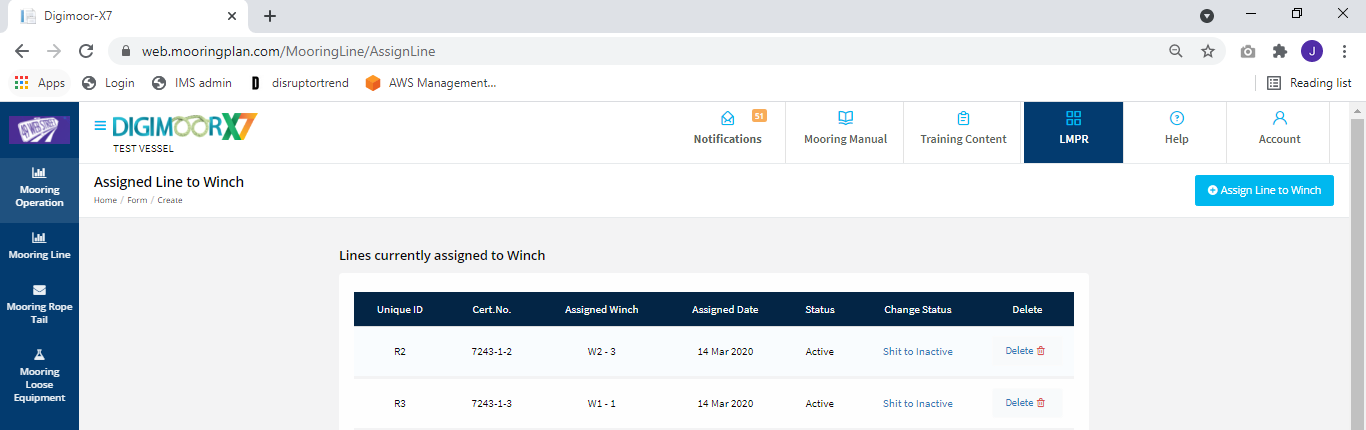 Digimoor-X7
web.mooringplan.com/MooringLine/AssignLine
J
Apps Login IMS admin D disruptortrend AWS Management... Reading list
49 WEB STREET
DIGIMOORX7
TEST VESSEL
51
Notifications
Mooring Manual
Training Content
LMPR
Help
Account
Mooring
Operation
Mooring Line
Mooring Rope
Tail
Mooring
Loose
Equipment
Assigned Line to Winch
Home / Form / Create
Assign Line to Winch
Lines currently assigned to Winch
Unique ID Cert.No. Assigned Winch Assigned Date Status Change Status Delete
R2 7243-1-2 W2 - 3 14 Mar 2020 Active Shit to Inactive Delete
R3 7243-1-3 W1 - 1 14 Mar 2020 Active Shit to Inactive Delete